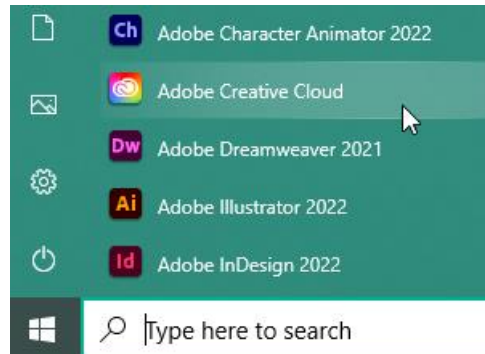 Ch Adobe Character Animator 2022
Adobe Creative Cloud
Dw Adobe Dreamweaver 2021
Ai Adobe Illustrator 2022
Id Adobe InDesign 2022
Type here to search